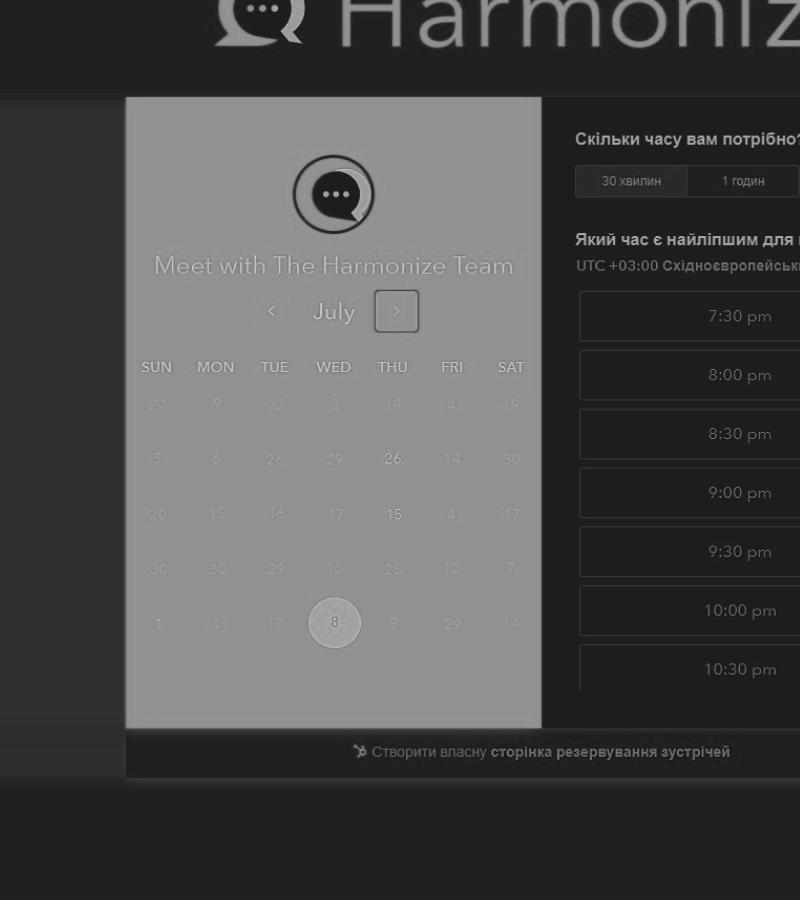 Harmoniz
Meet with The Harmonize Team
July
SUN MON TUE WED THU FRI SAT
27 9 22 3 14 4 19
5 6 26 29 26 14 30
20 15 16 17 15 4 17
30 30 29 13 26 12 7
1 4 12 8 9 29 14
Скільки часу вам потрібно?
30 хвилин 1 годин
Який час є найліпшим для
UTC +03:00 Східноєвропейськ
7:30 pm
8:00 pm
8:30 pm
9:00 pm
9:30 pm
10:00 pm
10:30 pm
Створити власну сторінка резервування зустрічей